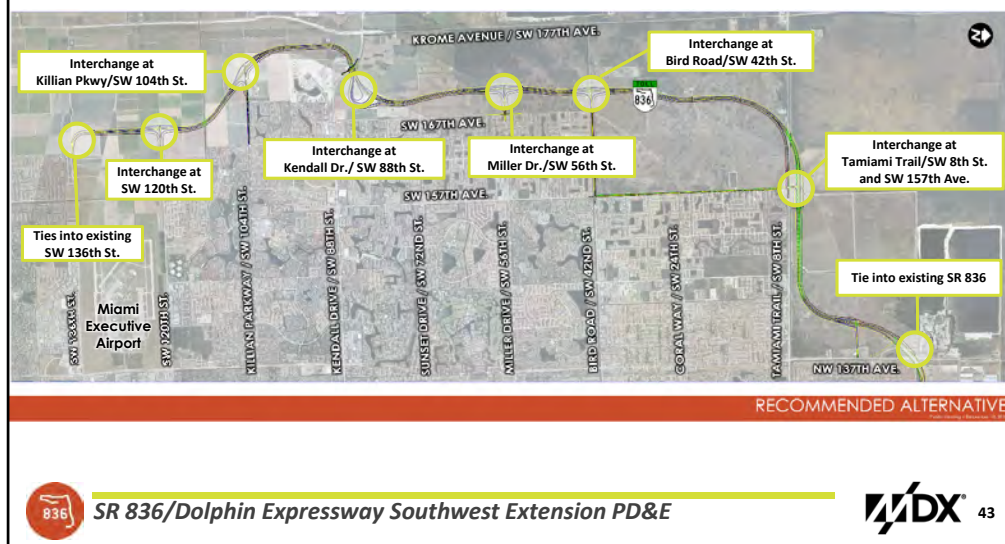 KROME AVENUE / SW 177TH AVE.
Z
Interchange at
Killian Pkwy/SW 104th St.
Interchange at
Bird Road/SW 42th St.
TOLL
836
SW 167TH AVE.
Interchange at
SW 120th St.
Interchange at
Kendall Dr./ SW 88th St.
Interchange at
Miller Dr./SW 56th St.
Interchange at
Tamiami Trail/SW 8th St.
and SW 157th Ave.
SW 157TH AVE.
Ties into existing
SW 136th St.
Tie into existing SR 836
Miami
Executive
Airport
SW 136TH ST.
SW 120TH ST.
KILLIAN PARKWAY / SW 104TH ST.
KENDALL DRIVE / SW 88TH ST.
SUNSET DRIVE / SW 72ND ST.
MILLER DRIVE / SW 56TH ST.
BIRD ROAD / SW 42ND ST.
CORAL WAY / SW 24TH ST.
TAMIAMI TRAIL / SW 8TH ST.
NW 137TH AVE.
RECOMMENDED ALTERNATIVE
836
SR 836/Dolphin Expressway Southwest Extension PD&E
MDX
43